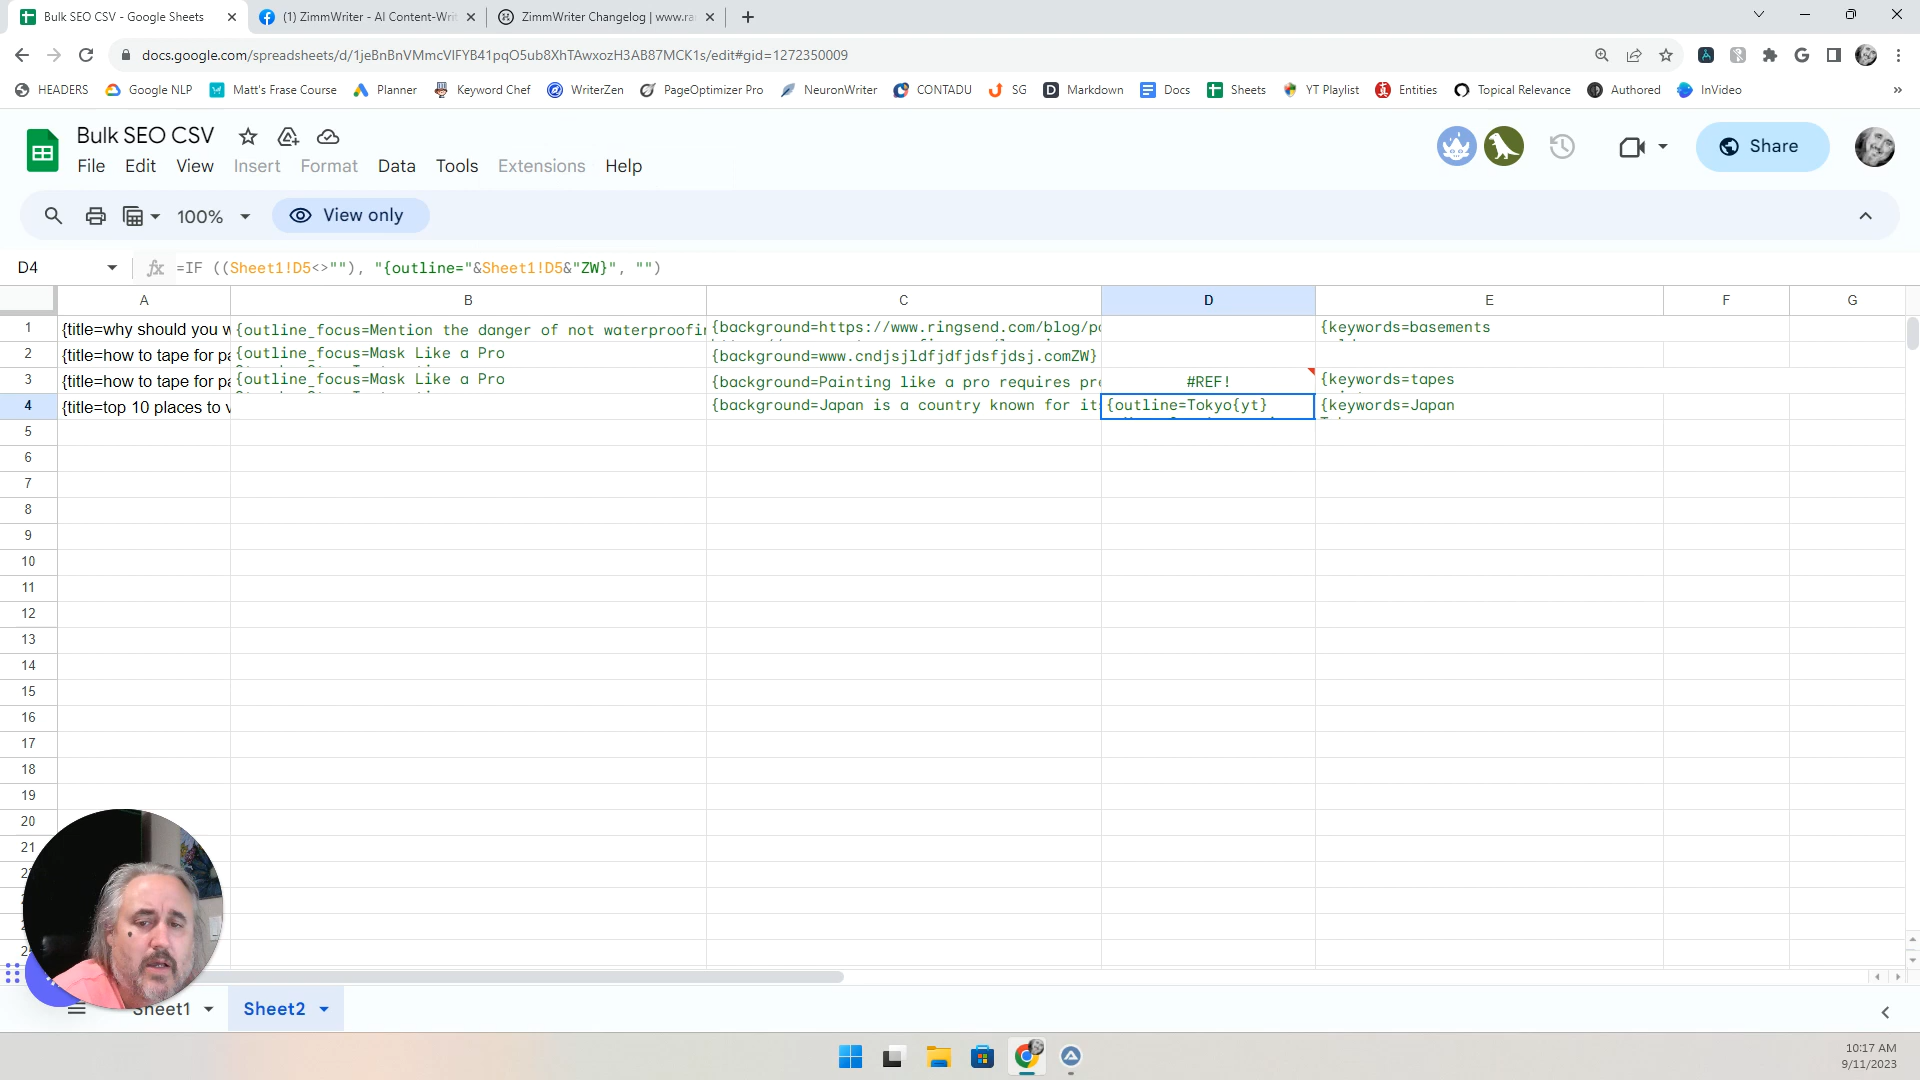 Bulk SEO CSV - Google Sheets
(1) ZimmWriter - AI Content-Writ
ZimmWriter Changelog | www.ra
docs.google.com/spreadsheets/d/1jeBnBnVMmcVIFYB41pqO5ub8XhTAwxozH3AB87MCK1s/edit#gid=1272350009
HEADERS Google NLP Matt's Frase Course Planner Keyword Chef WriterZen PageOptimizer Pro NeuronWriter CONTADU SG Markdown Docs Sheets YT Playlist Entities Topical Relevance Authored InVideo »
Bulk SEO CSV
File Edit View Insert Format Data Tools Extensions Help
Share
100% View only
D4 fx =IF ((Sheet1!D5<>""), "{outline="&Sheet1!D5&"ZW}", "")
A B C D E F G
1 {title=why should you w {outline_focus=Mention the danger of not waterproofin {background=https://www.ringsend.com/blog/po {keywords=basements
2 {title=how to tape for pa {outline_focus=Mask Like a Pro {background=www.cndjsjldfjdfjdsfjdsj.comZW}
3 {title=how to tape for pa {outline_focus=Mask Like a Pro {background=Painting like a pro requires pre #REF! {keywords=tapes
4 {title=top 10 places to v {background=Japan is a country known for it {outline=Tokyo{yt} {keywords=Japan
5
6
7
8
9
10
11
12
13
14
15
16
17
18
19
20
21
Sheet1 Sheet2
10:17 AM
9/11/2023